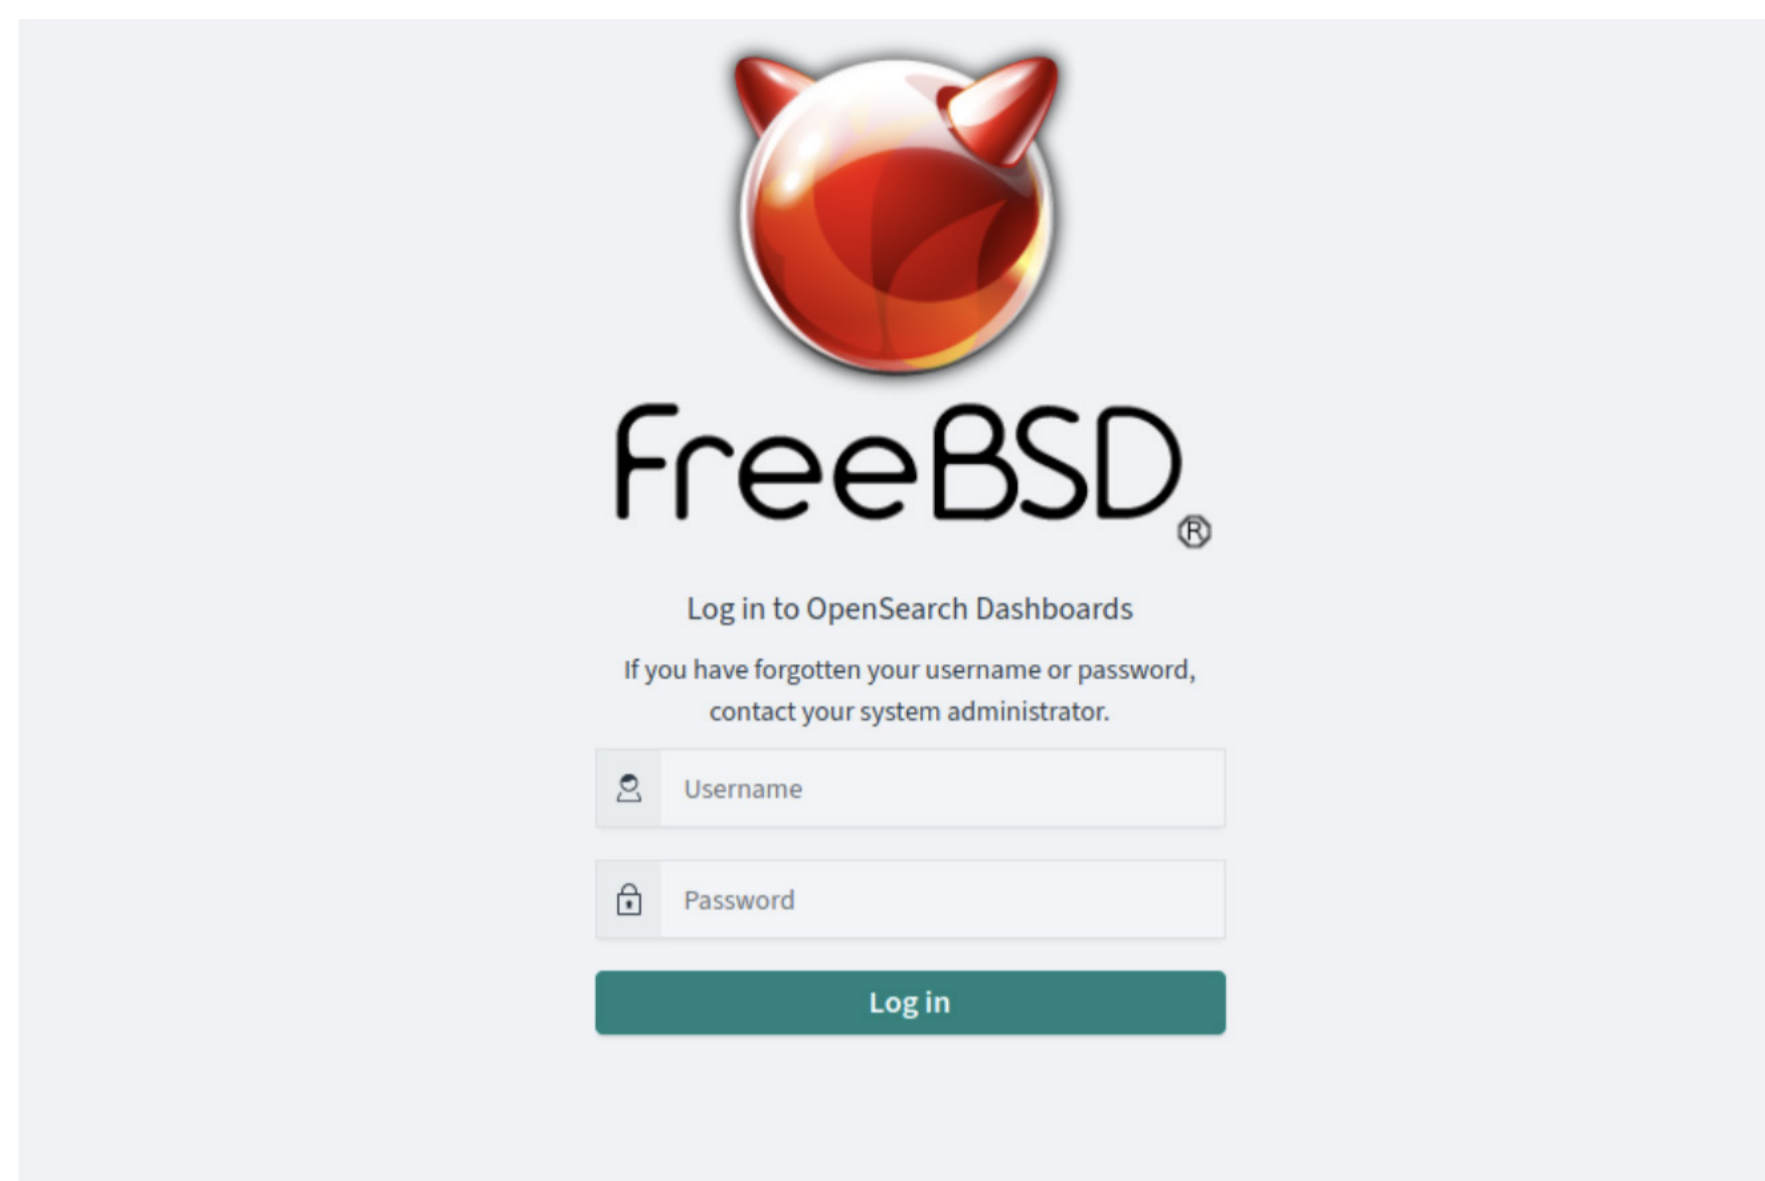 FreeBSD®
Log in to OpenSearch Dashboards
If you have forgotten your username or password,
contact your system administrator.
Username
Password
Log in